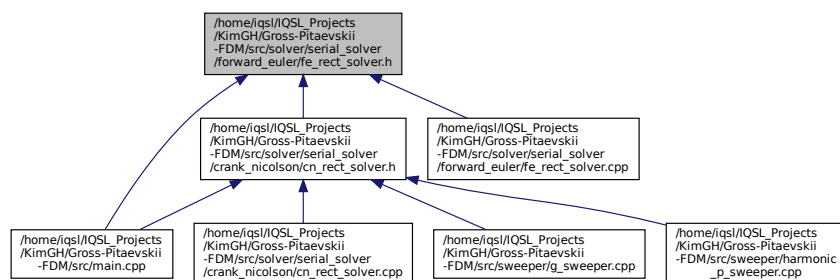 /home/iqsl/IQSL_Projects
/KimGH/Gross-Pitaevskii
-FDM/src/solver/serial_solver
/forward_euler/fe_rect_solver.h
/home/iqsl/IQSL_Projects
/KimGH/Gross-Pitaevskii
-FDM/src/solver/serial_solver
/crank_nicolson/cn_rect_solver.h
/home/iqsl/IQSL_Projects
/KimGH/Gross-Pitaevskii
-FDM/src/solver/serial_solver
/forward_euler/fe_rect_solver.cpp
/home/iqsl/IQSL_Projects
/KimGH/Gross-Pitaevskii
-FDM/src/main.cpp
/home/iqsl/IQSL_Projects
/KimGH/Gross-Pitaevskii
-FDM/src/solver/serial_solver
/crank_nicolson/cn_rect_solver.cpp
/home/iqsl/IQSL_Projects
/KimGH/Gross-Pitaevskii
-FDM/src/sweeper/g_sweeper.cpp
/home/iqsl/IQSL_Projects
/KimGH/Gross-Pitaevskii
-FDM/src/sweeper/harmonic
_p_sweeper.cpp